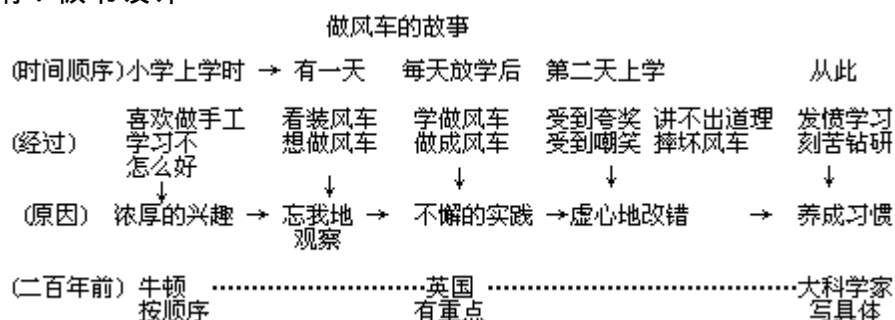 做风车的故事
(时间顺序)小学上学时 → 有一天 每天放学后 第二天上学 从此
喜欢做手工 看装风车 学做风车 受到夸奖 讲不出道理 发愤学习
(经过) 学习不 想做风车 做成风车 受到嘲笑 摔坏风车 刻苦钻研
怎么好
↓ ↓ ↓ ↓ ↓
(原因) 浓厚的兴趣 → 忘我地 → 不懈的实践 →虚心地改错 → 养成习惯
观察
(二百年前) 牛顿 ························英国 ··································大科学家
按顺序 有重点 写具体